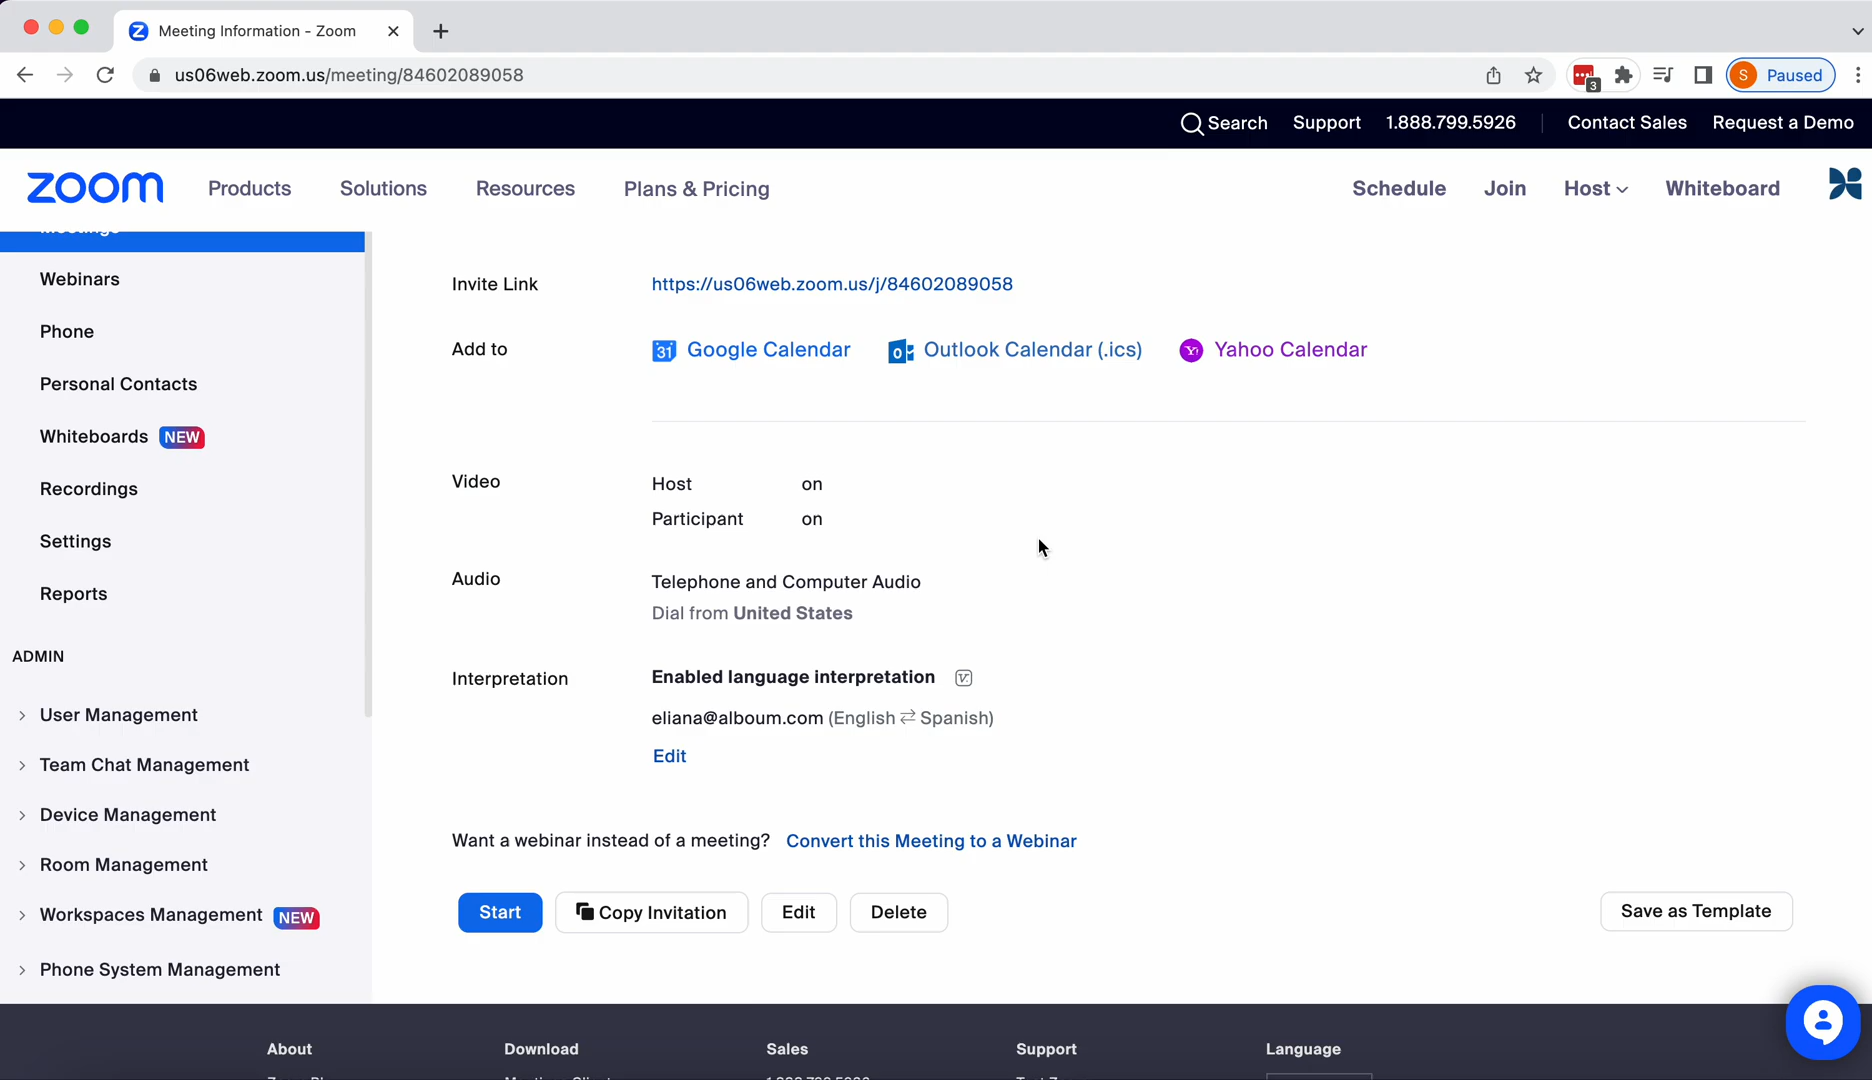 Meeting Information - Zoom
us06web.zoom.us/meeting/84602089058
3
S Paused
Search Support 1.888.799.5926 Contact Sales Request a Demo
zoom Products Solutions Resources Plans & Pricing Schedule Join Host Whiteboard
Meetings
Webinars
Phone
Personal Contacts
Whiteboards NEW
Recordings
Settings
Reports
ADMIN
User Management
Team Chat Management
Device Management
Room Management
Workspaces Management NEW
Phone System Management
Invite Link https://us06web.zoom.us/j/84602089058
Add to 31 Google Calendar Outlook Calendar (.ics) Yahoo Calendar
Video Host on
Participant on
Audio Telephone and Computer Audio
Dial from United States
Interpretation Enabled language interpretation
eliana@alboum.com (English ⇄ Spanish)
Edit
Want a webinar instead of a meeting? Convert this Meeting to a Webinar
Start Copy Invitation Edit Delete Save as Template
About Download Sales Support Language